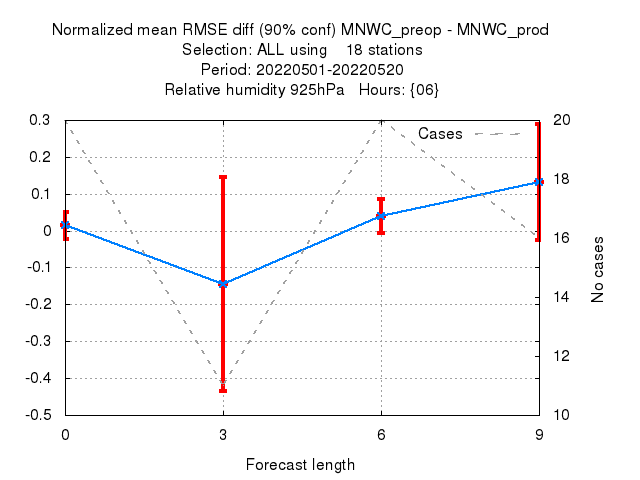 Normalized mean RMSE diff (90% conf) MNWC_preop - MNWC_prod
Selection: ALL using    18 stations
Period: 20220501-20220520
Relative humidity 925hPa   Hours: {06}
Cases
0.3
0.2
0.1
0
-0.1
-0.2
-0.3
-0.4
-0.5
20
18
16
14
12
10
No cases
0 3 6 9
Forecast length